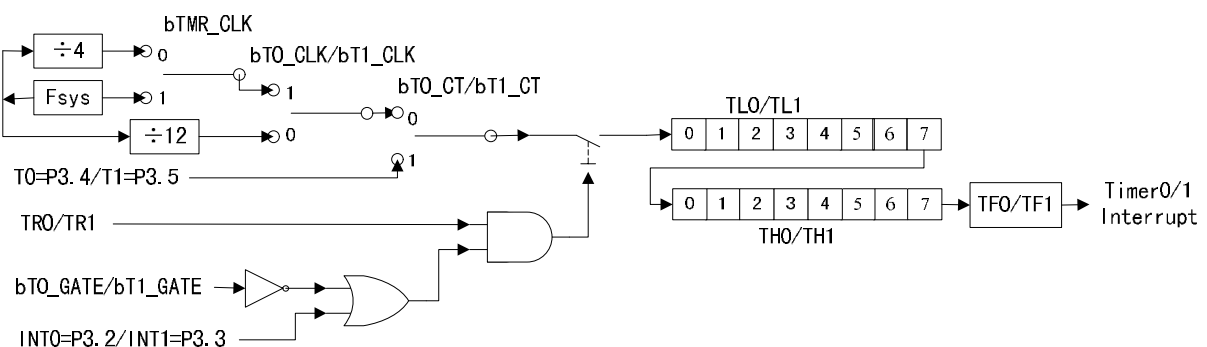 bTMR_CLK
÷4
0
bT0_CLK/bT1_CLK
Fsys
1
1
bT0_CT/bT1_CT
0
÷12
0
1
T0=P3.4/T1=P3.5
TL0/TL1
0 1 2 3 4 5 6 7
0 1 2 3 4 5 6 7
TH0/TH1
TF0/TF1
Timer0/1
Interrupt
TR0/TR1
bT0_GATE/bT1_GATE
INT0=P3.2/INT1=P3.3